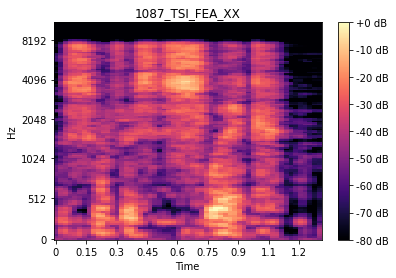 1087_TSI_FEA_XX
+0 dB
8192
-10 dB
4096
-20 dB
-30 dB
2048
-40 dB
Hz
1024
-50 dB
512
-60 dB
-70 dB
0
-80 dB
0 0.15 0.3 0.45 0.6 0.75 0.9 1.1 1.2
Time